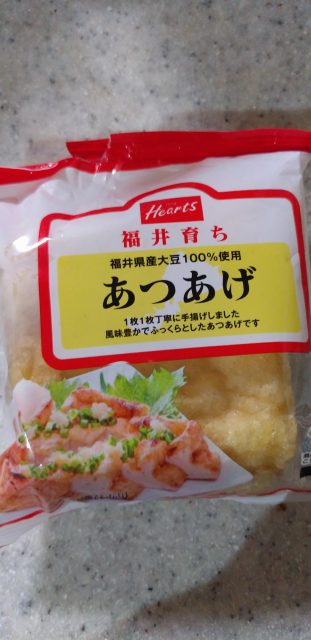 Hearts
福井育ち
福井県産大豆100%使用
あつあげ
1枚1枚丁寧に手揚げしました
風味豊かでふっくらとしたあつあげです